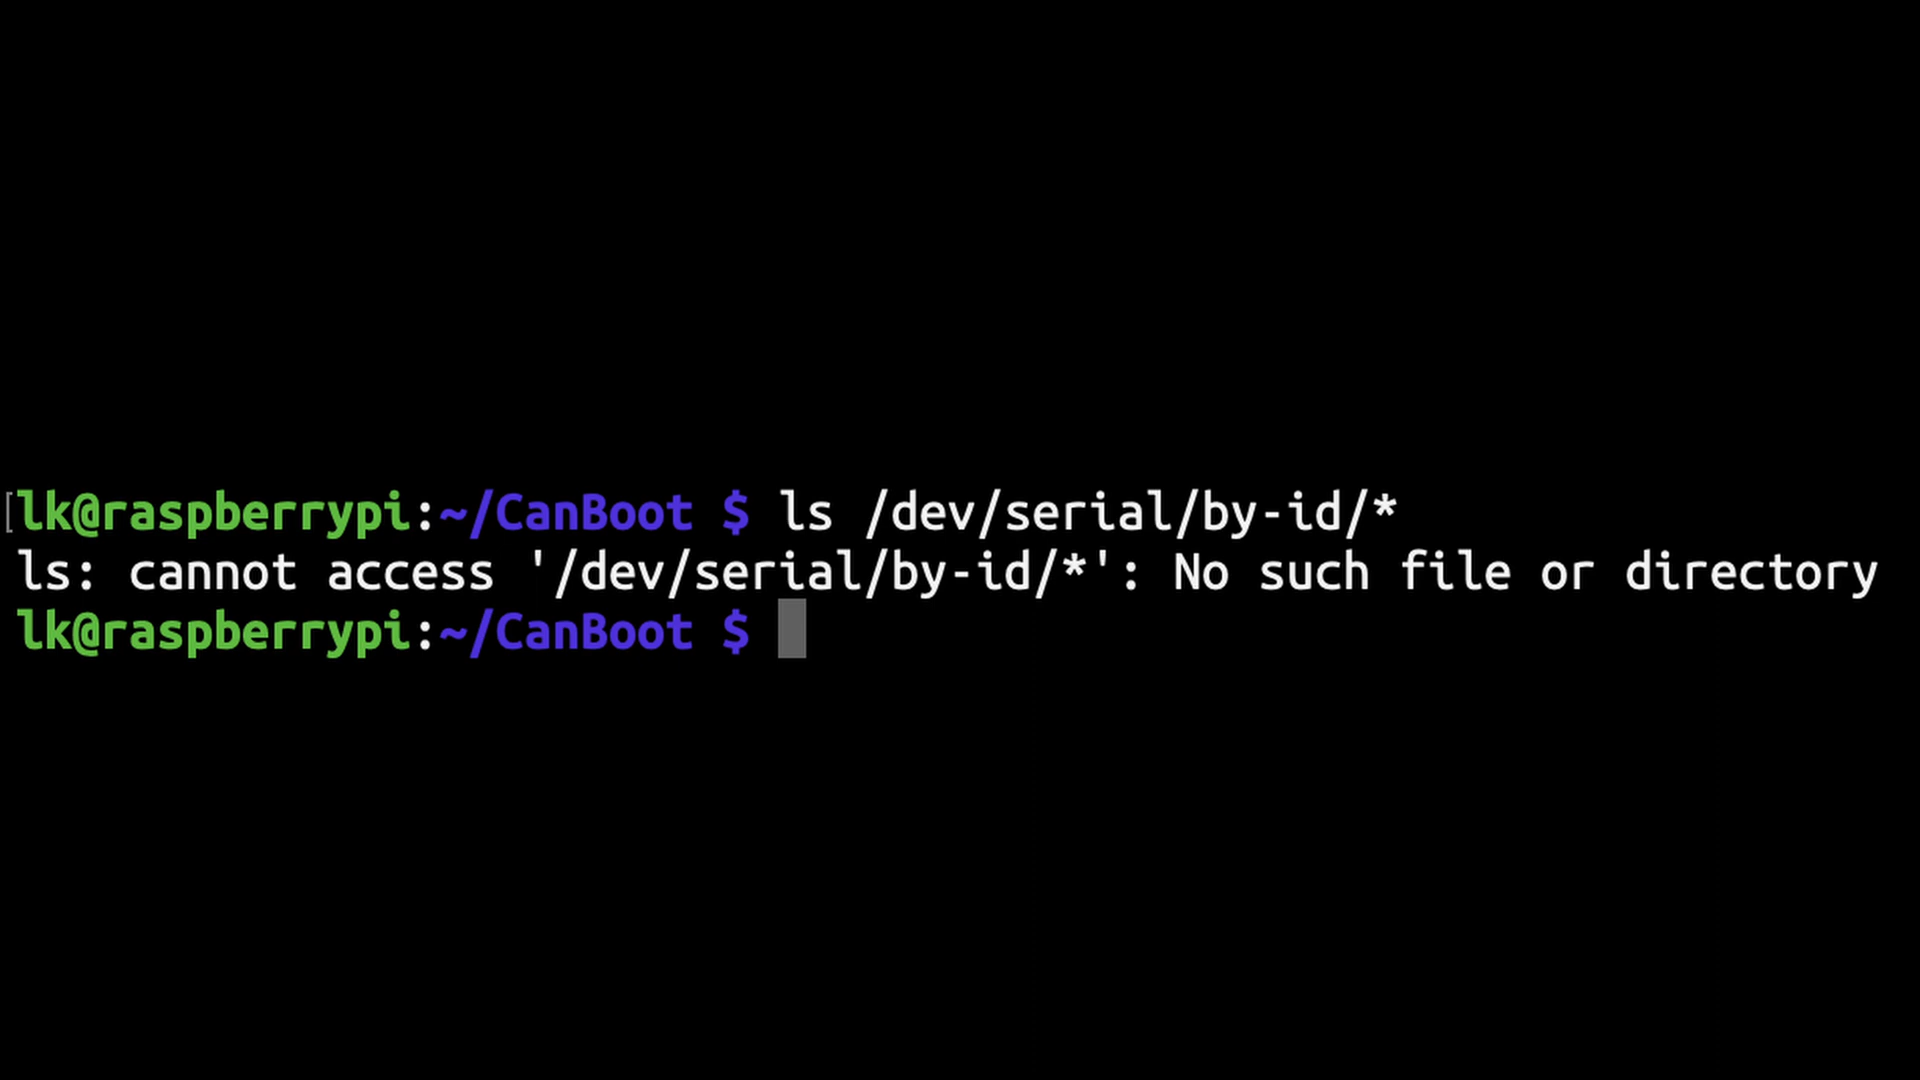 [lk@raspberrypi:~/CanBoot $ ls /dev/serial/by-id/*
ls: cannot access '/dev/serial/by-id/*': No such file or directory
lk@raspberrypi:~/CanBoot $